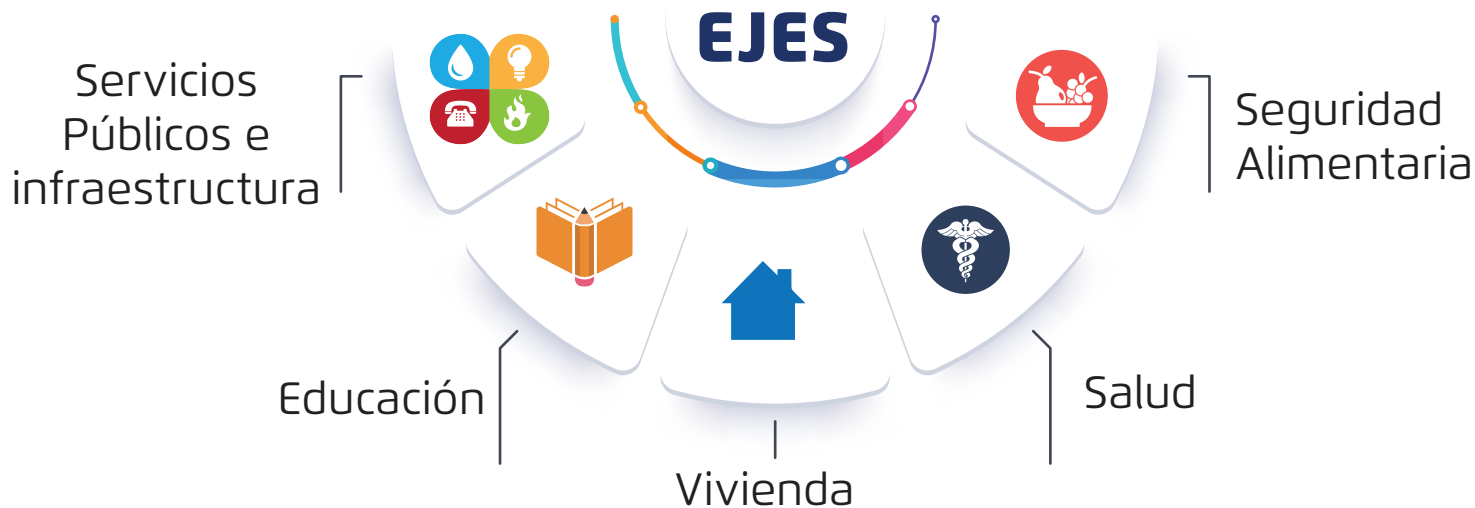 EJES
Servicios
Públicos e
infraestructura
Seguridad
Alimentaria
Educación
Salud
Vivienda